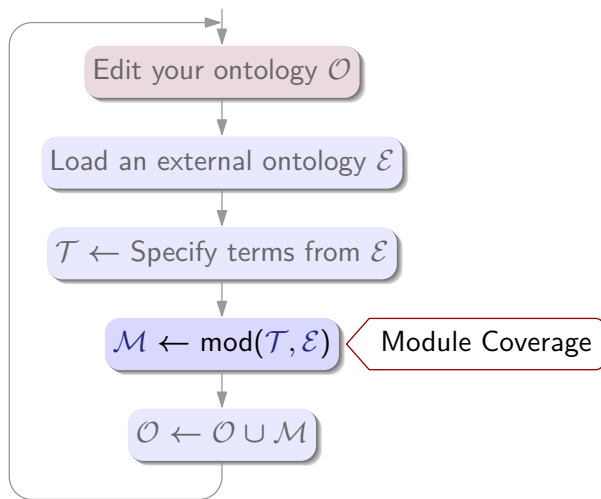 Edit your ontology 𝒪
Load an external ontology ℰ
𝒯 ← Specify terms from ℰ
ℳ ← mod(𝒯, ℰ)
Module Coverage
𝒪 ← 𝒪 ∪ ℳ